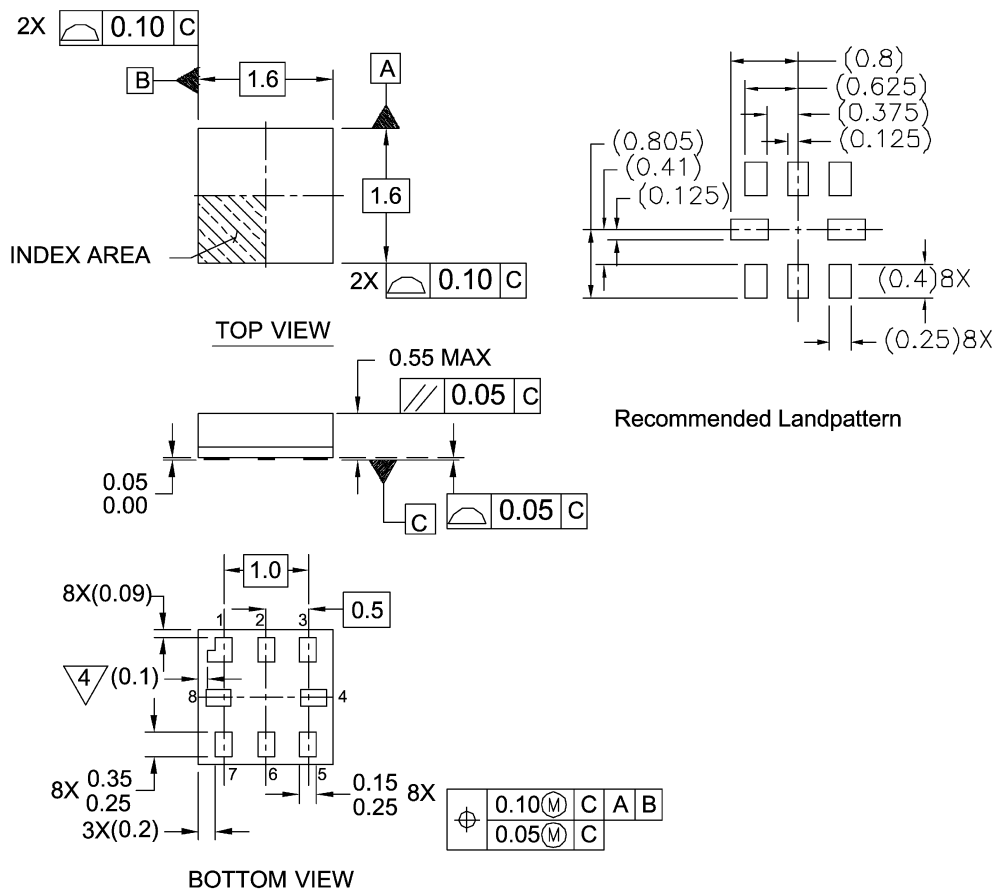 2X 0.10 C
B 1.6 A
1.6
INDEX AREA
2X 0.10 C
TOP VIEW
(0.8)
(0.625)
(0.375)
(0.125)
(0.805)
(0.41)
(0.125)
(0.4)8X
(0.25)8X
Recommended Landpattern
0.55 MAX
// 0.05 C
0.05
0.00
C
0.05 C
1.0
8X(0.09)
0.5
1 2 3
4 (0.1)
8 4
7 6 5
8X 0.35
0.25
0.15
0.25 8X
3X(0.2)
0.10 M C A B
0.05 M C
BOTTOM VIEW